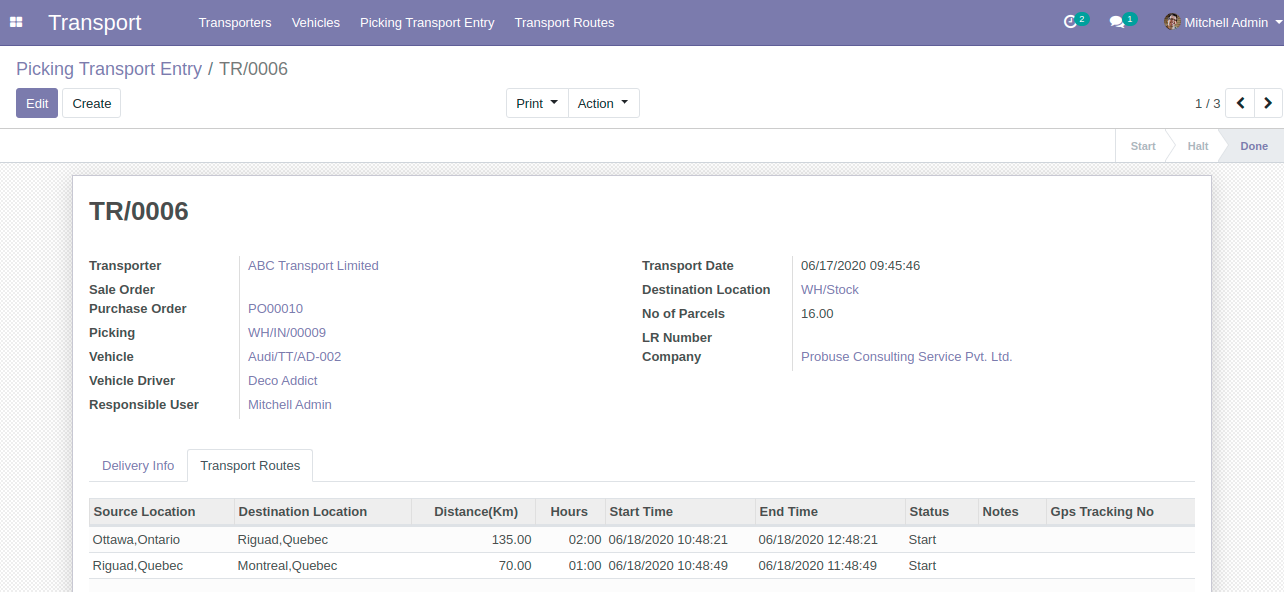 Transport Transporters Vehicles Picking Transport Entry Transport Routes 2 1 Mitchell Admin
Picking Transport Entry / TR/0006
Edit Create Print Action 1 / 3
Start Halt Done
TR/0006
Transporter ABC Transport Limited Transport Date 06/17/2020 09:45:46
Sale Order Destination Location WH/Stock
Purchase Order PO00010 No of Parcels 16.00
Picking WH/IN/00009 LR Number
Vehicle Audi/TT/AD-002 Company Probuse Consulting Service Pvt. Ltd.
Vehicle Driver Deco Addict
Responsible User Mitchell Admin
Delivery Info Transport Routes
Source Location Destination Location Distance(Km) Hours Start Time End Time Status Notes Gps Tracking No
Ottawa,Ontario Riguad,Quebec 135.00 02:00 06/18/2020 10:48:21 06/18/2020 12:48:21 Start
Riguad,Quebec Montreal,Quebec 70.00 01:00 06/18/2020 10:48:49 06/18/2020 11:48:49 Start